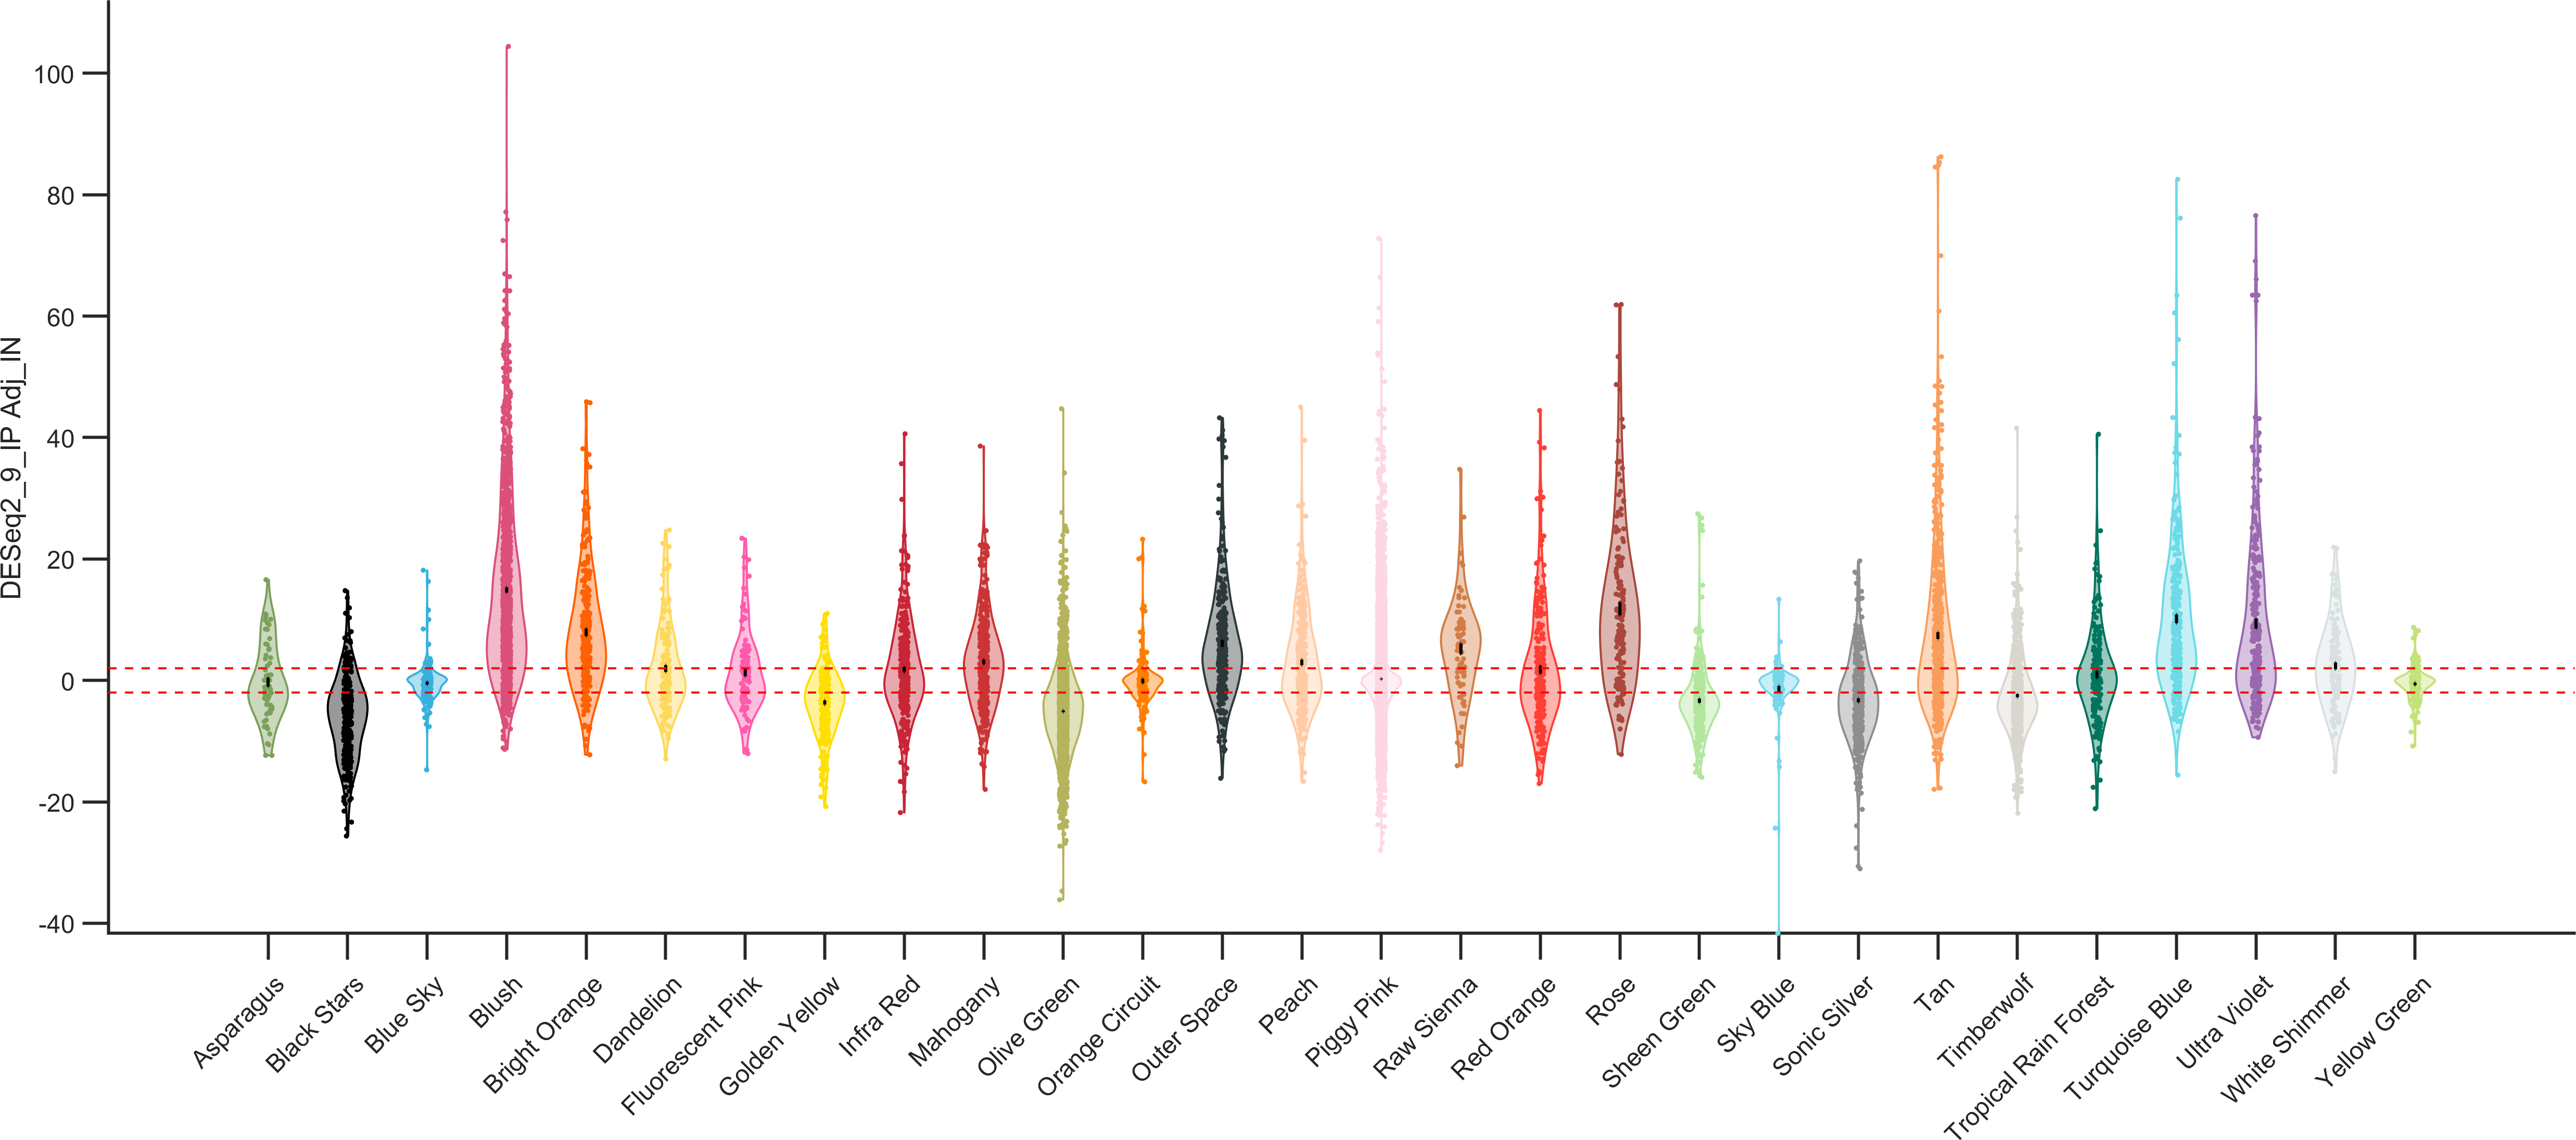 DESeq2_9_IP Adj_IN
100
80
60
40
20
0
-20
-40
Asparagus
Black Stars
Blue Sky
Blush
Bright Orange
Dandelion
Fluorescent Pink
Golden Yellow
Infra Red
Mahogany
Olive Green
Orange Circuit
Outer Space
Peach
Piggy Pink
Raw Sienna
Red Orange
Rose
Sheen Green
Sky Blue
Sonic Silver
Tan
Timberwolf
Tropical Rain Forest
Turquoise Blue
Ultra Violet
White Shimmer
Yellow Green